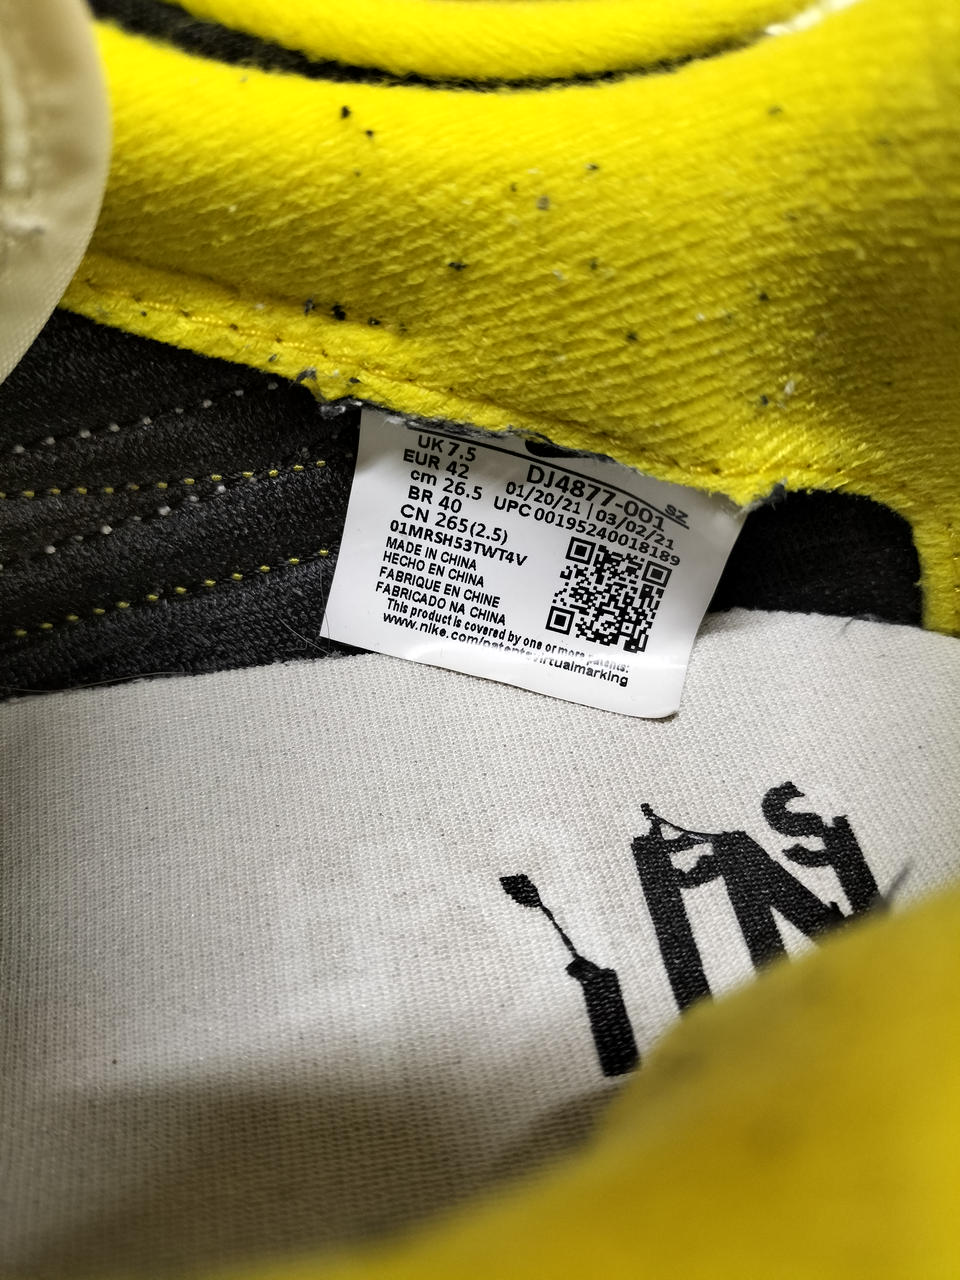 UK 7.5
EUR 42
cm 26.5
BR 40
CN 265(2.5)
01MRSH53TWT4V
DJ4877-001 SZ
01/20/21 | 03/02/21
UPC 00195240018189
MADE IN CHINA
HECHO EN CHINA
FABRIQUE EN CHINE
FABRICADO NA CHINA
This product is covered by one or more patents:
www.nike.com/patentsvirtualmarking